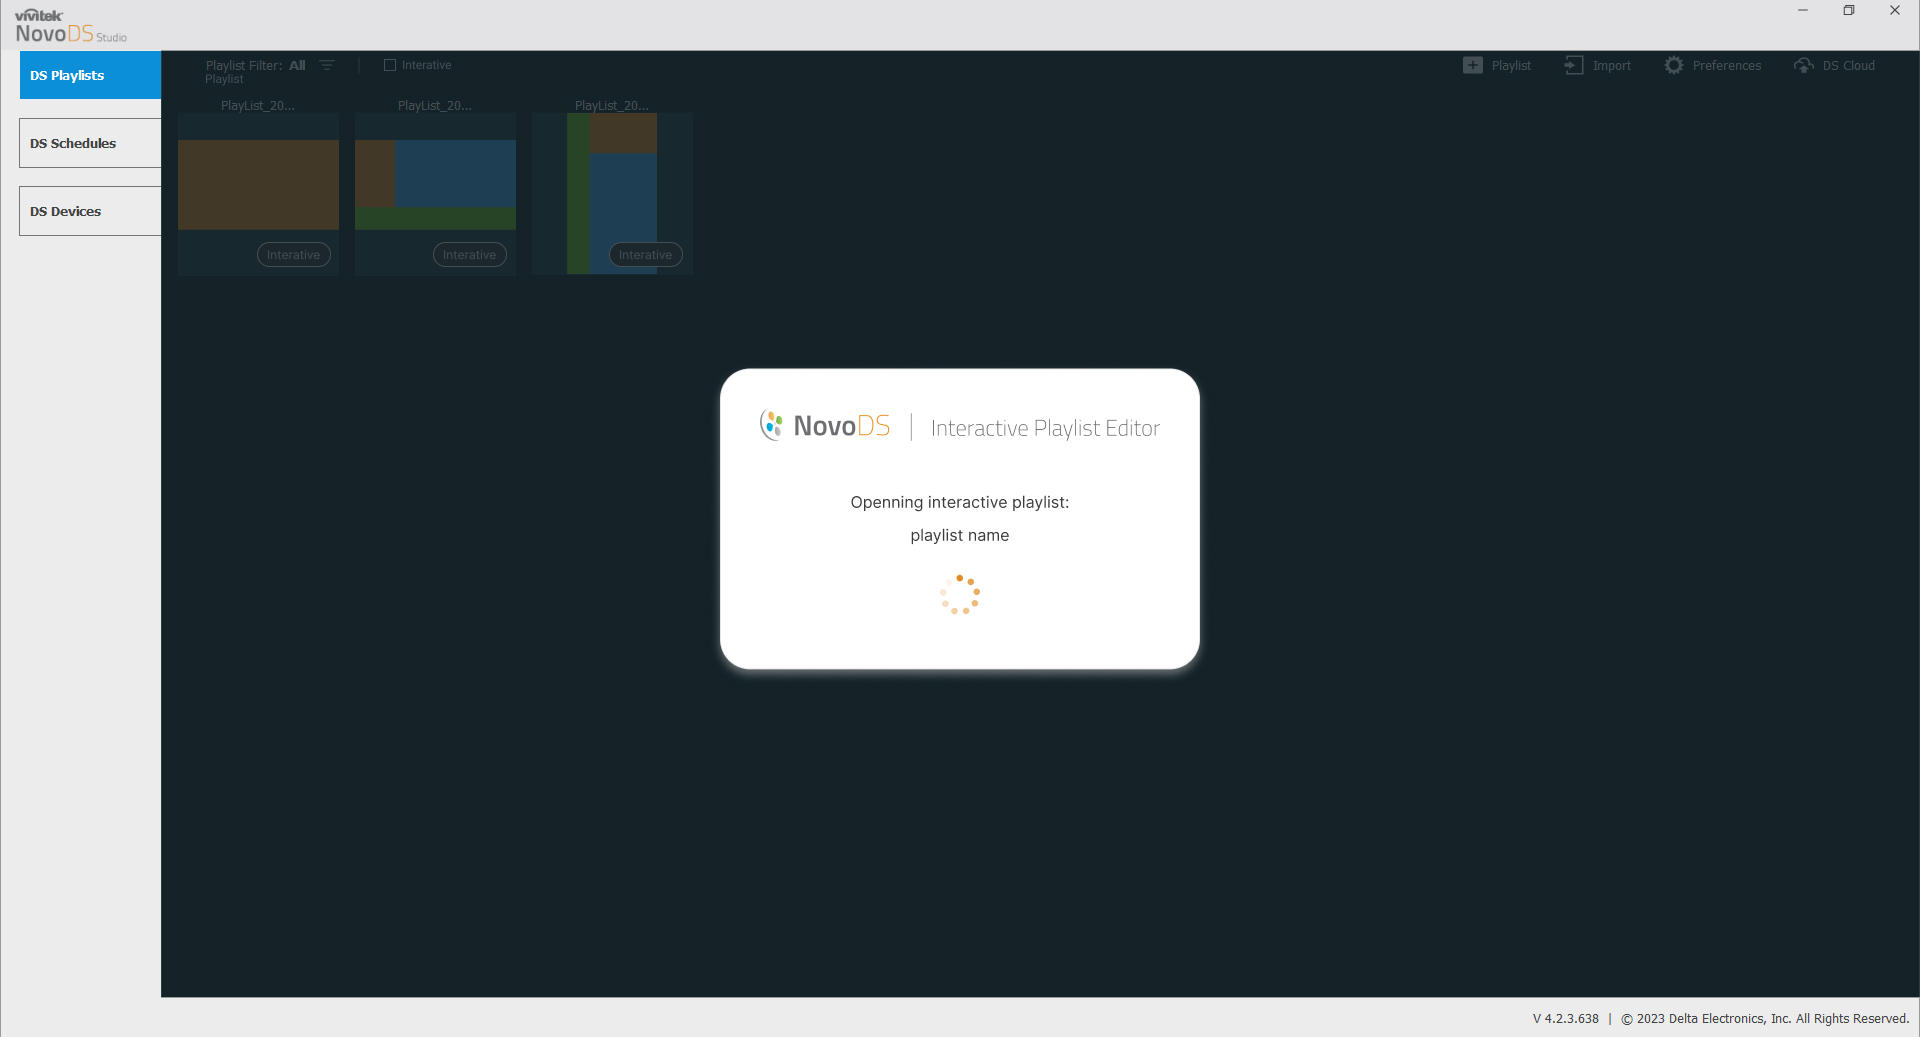 vivitek
NovoDS Studio
DS Playlists
DS Schedules
DS Devices
Playlist Filter: All
Interative
Playlist
Playlist
Import
Preferences
DS Cloud
PlayList_20...
PlayList_20...
PlayList_20...
Interative
Interative
Interative
NovoDS | Interactive Playlist Editor
Openning interactive playlist:
playlist name
V 4.2.3.638 | © 2023 Delta Electronics, Inc. All Rights Reserved.